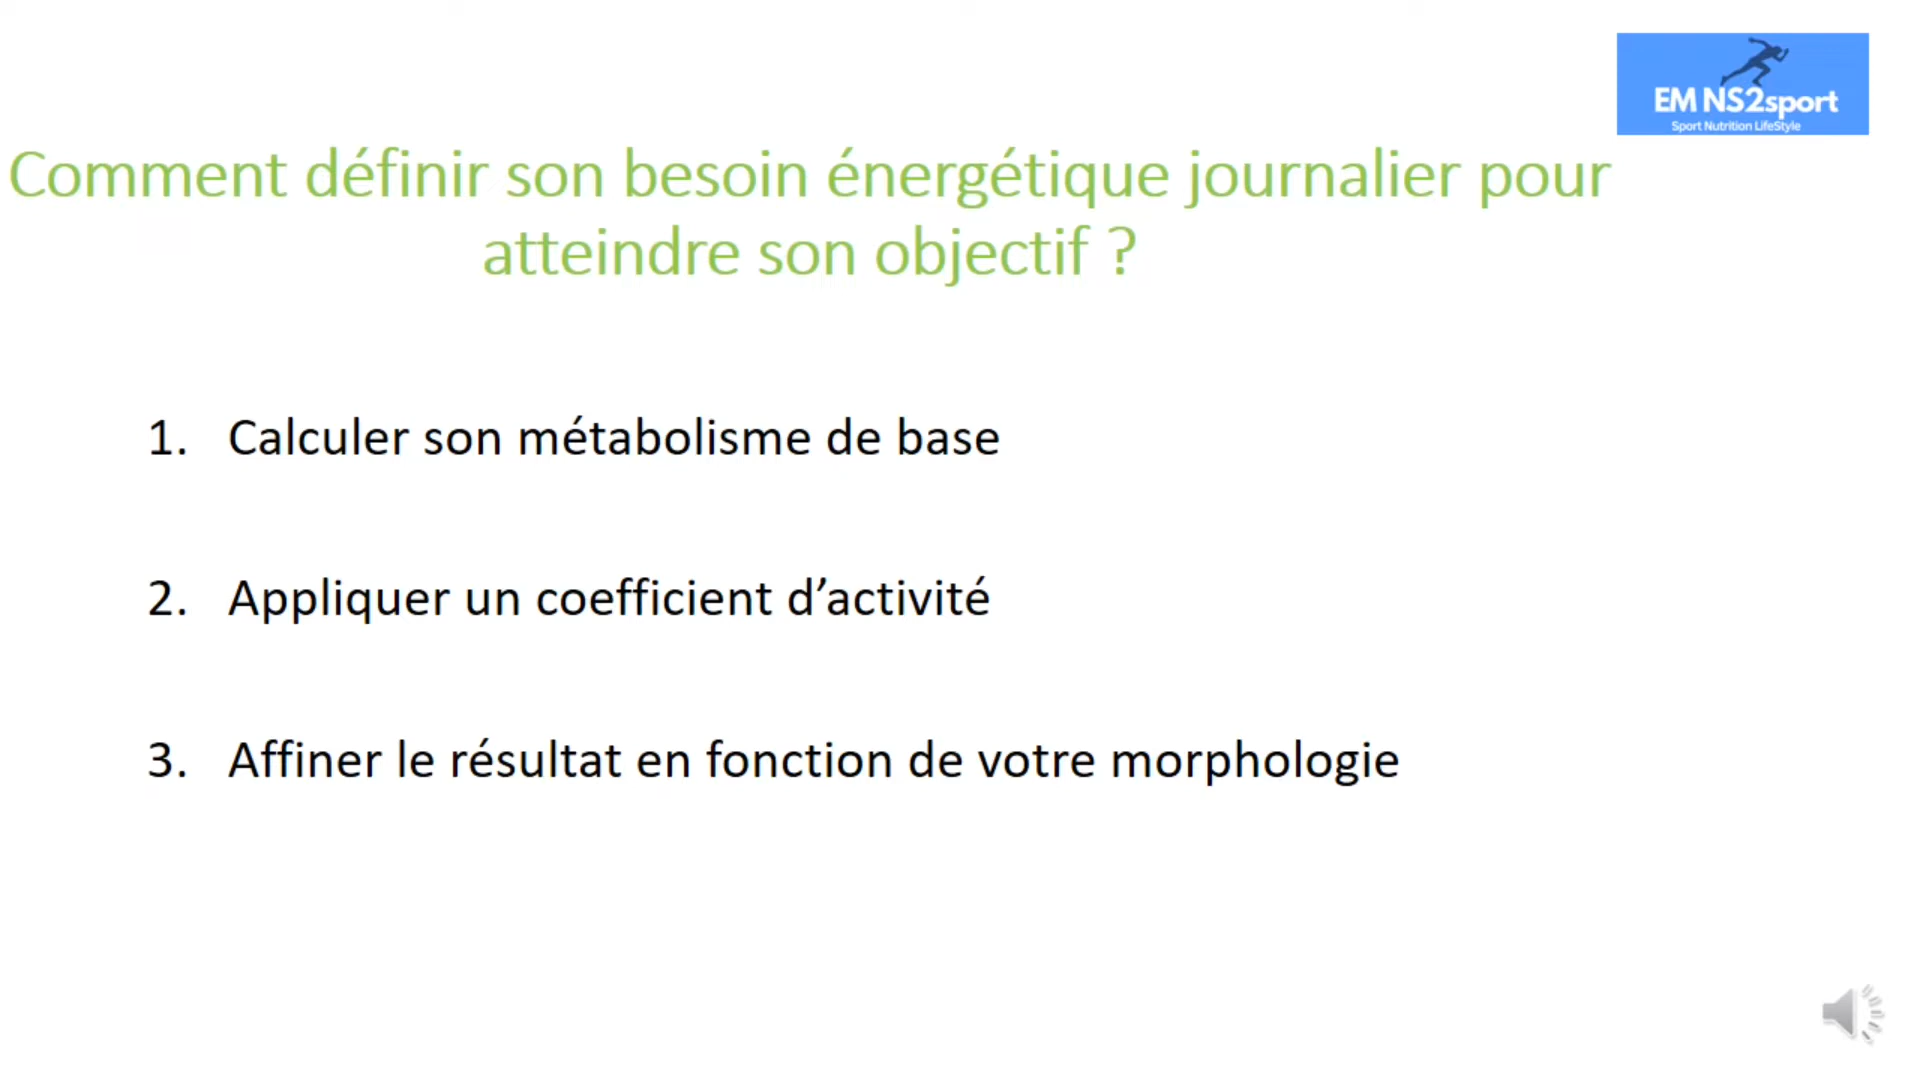 EM NS2sport
Sport Nutrition LifeStyle
Comment définir son besoin énergétique journalier pour
atteindre son objectif ?
1. Calculer son métabolisme de base
2. Appliquer un coefficient d’activité
3. Affiner le résultat en fonction de votre morphologie